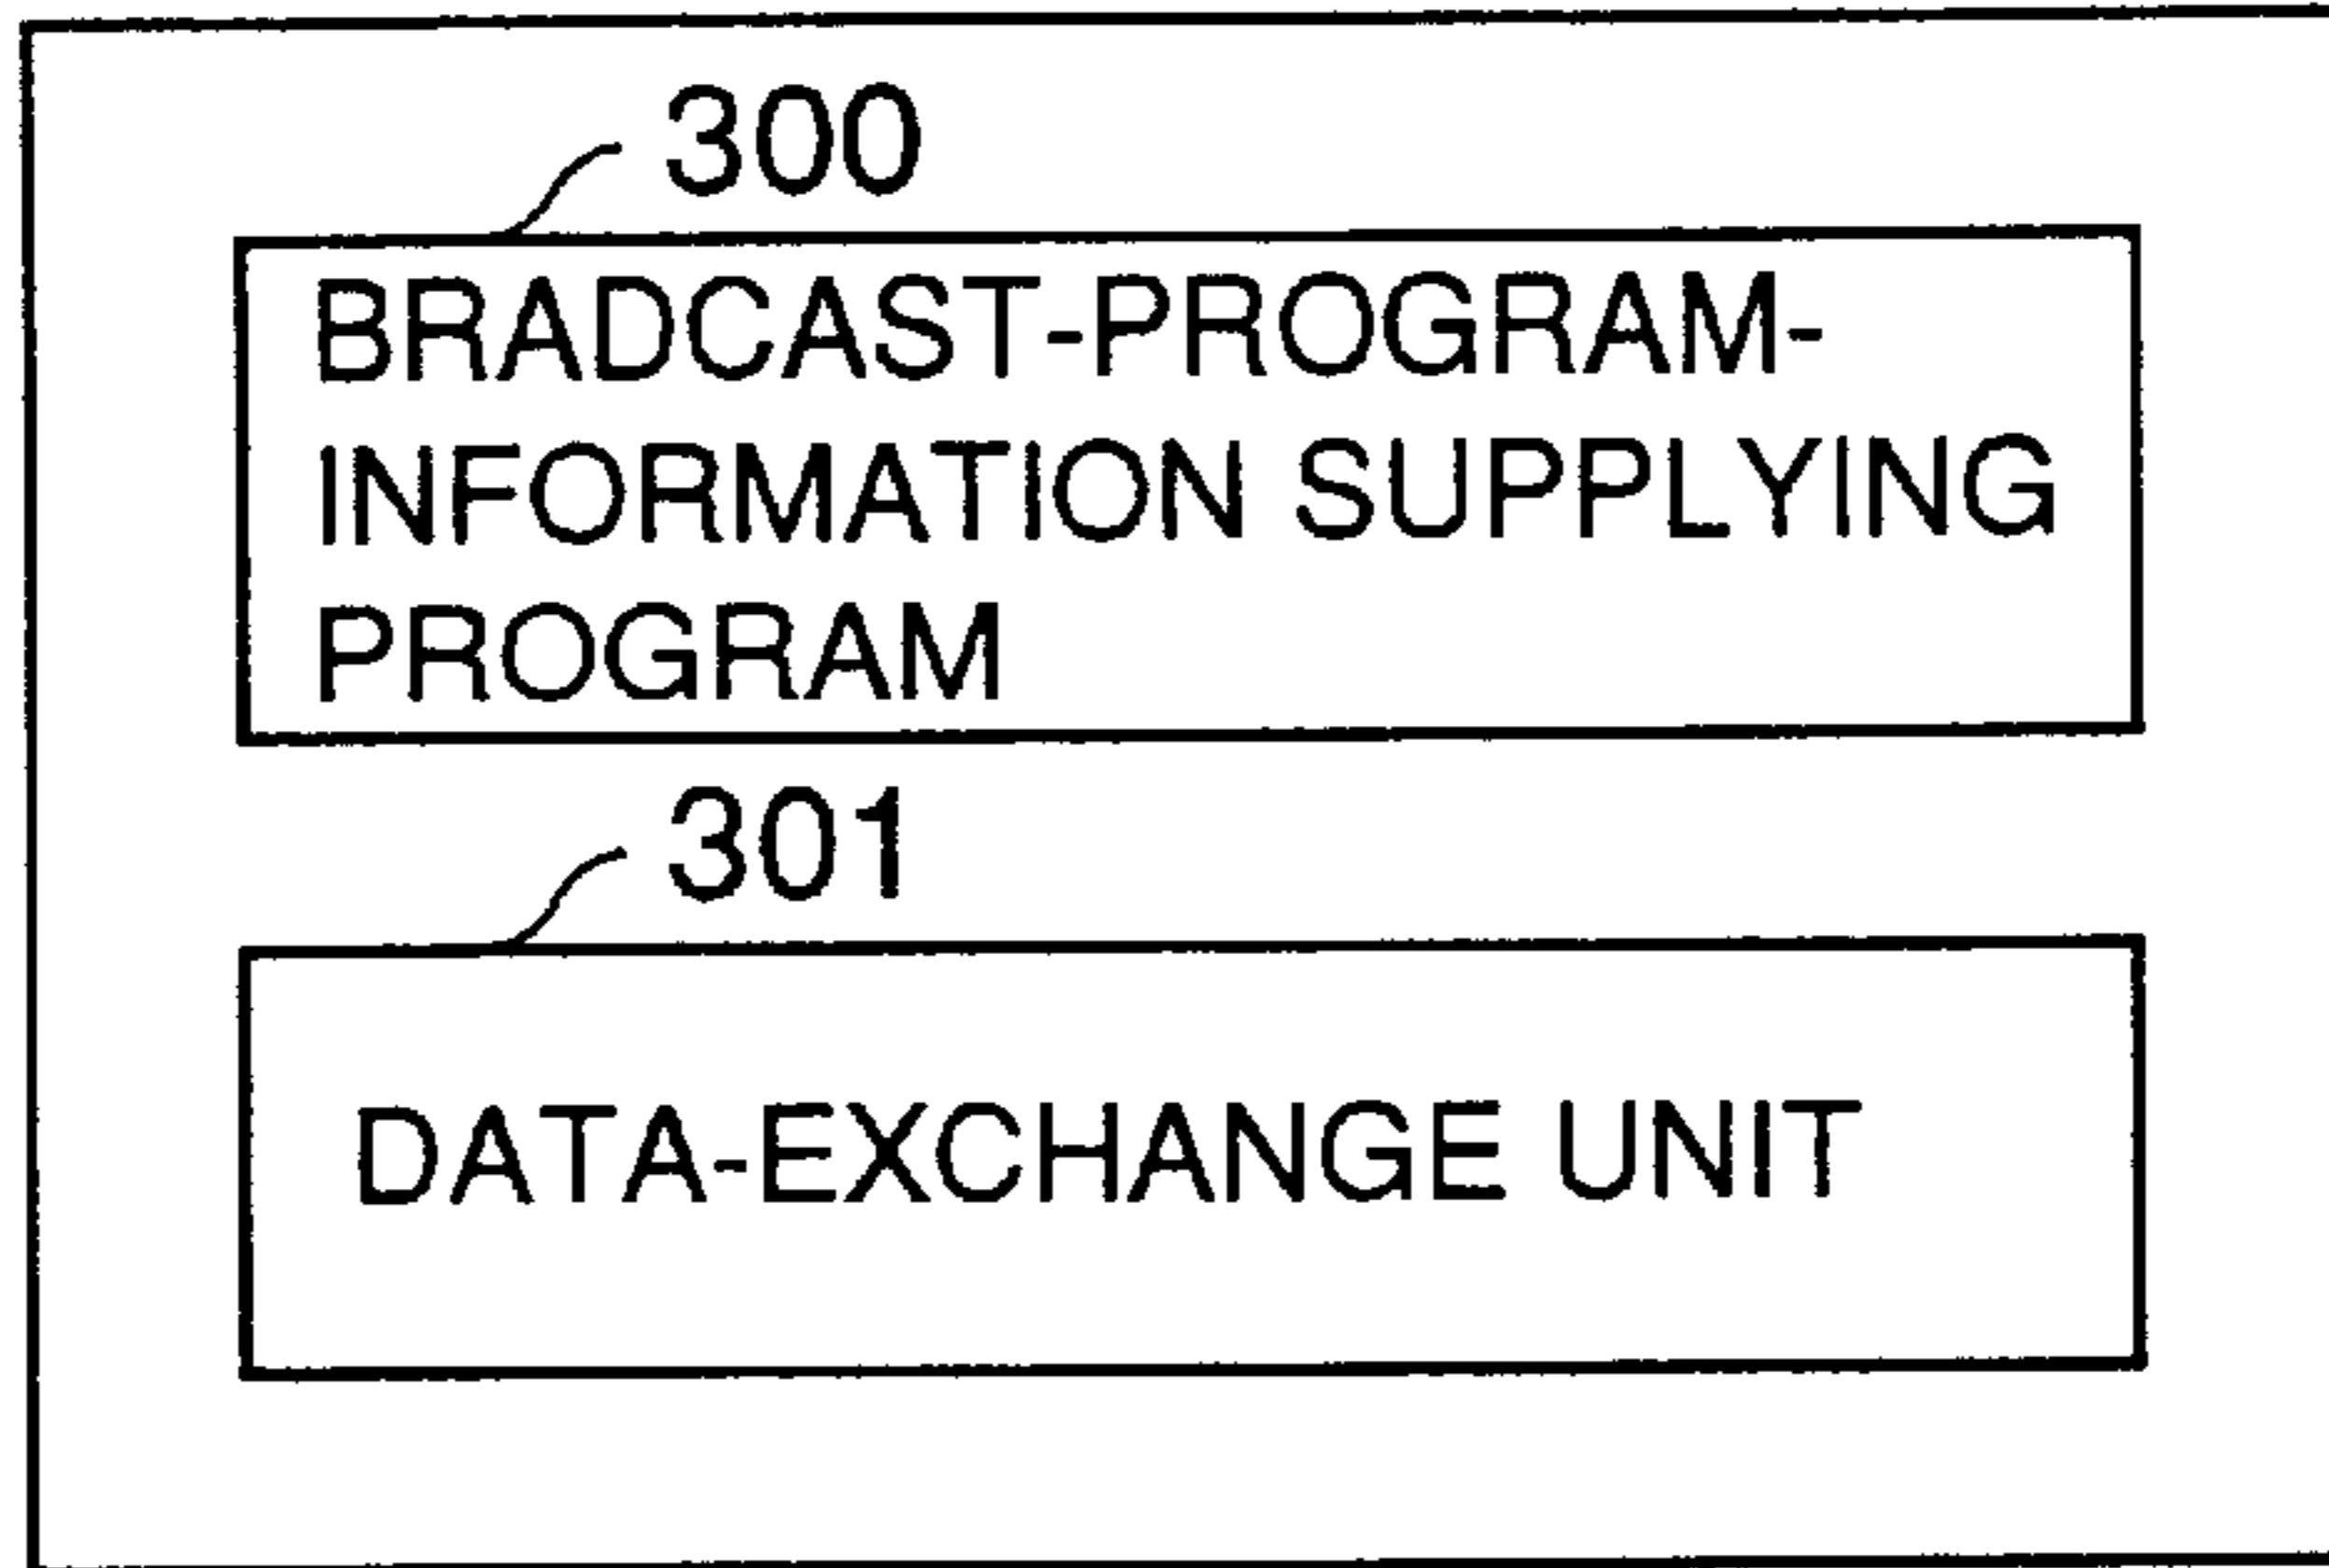 300
BRADCAST-PROGRAM-
INFORMATION SUPPLYING
PROGRAM
301
DATA-EXCHANGE UNIT